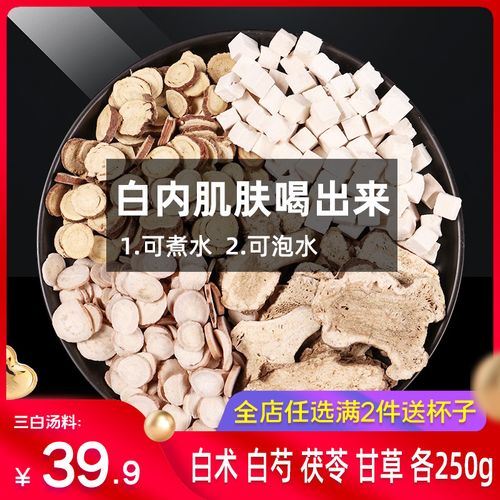 白内肌肤喝出来
1.可煮水 2.可泡水
全店任选满2件送杯子
三白汤料:
¥39.9
白术 白芍 茯苓 甘草 各250g